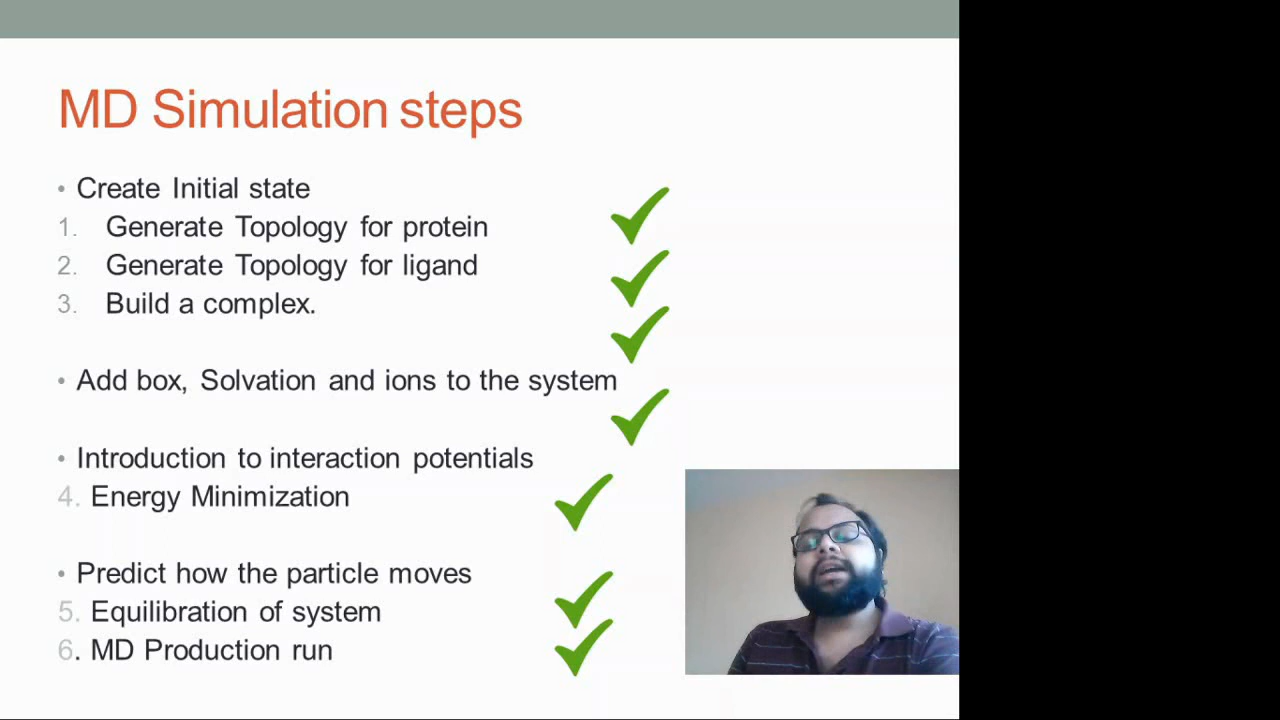 MD Simulation steps
• Create Initial state
1. Generate Topology for protein
2. Generate Topology for ligand
3. Build a complex.
• Add box, Solvation and ions to the system
• Introduction to interaction potentials
4. Energy Minimization
• Predict how the particle moves
5. Equilibration of system
6. MD Production run